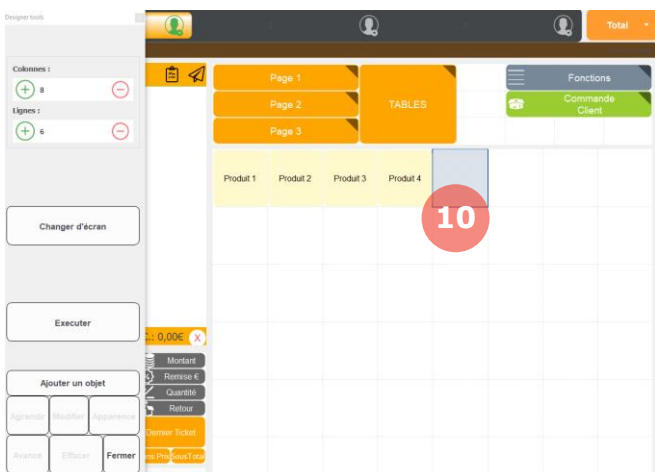 Designer tools
Colonnes :
8
Lignes :
6
Changer d'écran
Executer
Ajouter un objet
Agrandir Modifier Apparence
Avancé Effacer Fermer
Total
Page 1
Page 2
Page 3
TABLES
Fonctions
Commande
Client
Produit 1 Produit 2 Produit 3 Produit 4
10
C.: 0,00€ X
Montant
Remise €
Quantité
Retour
Dernier Ticket
ns Prix SousTotal